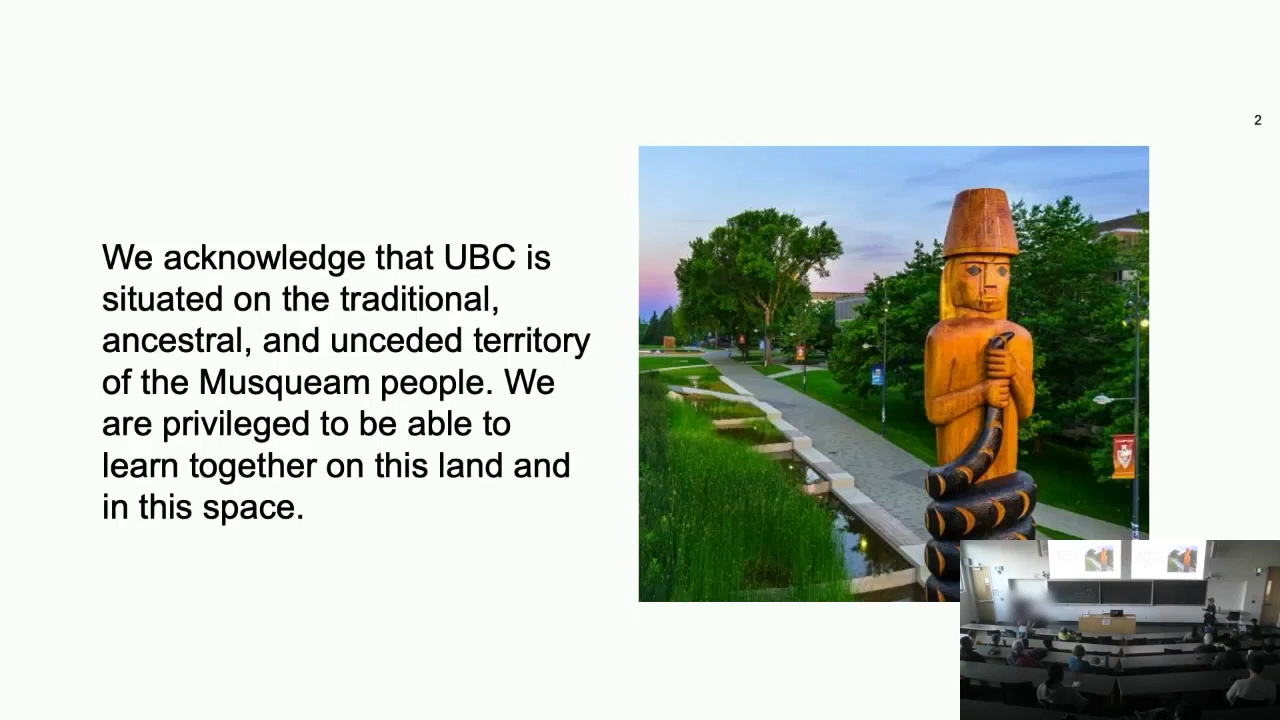 2
We acknowledge that UBC is
situated on the traditional,
ancestral, and unceded territory
of the Musqueam people. We
are privileged to be able to
learn together on this land and
in this space.